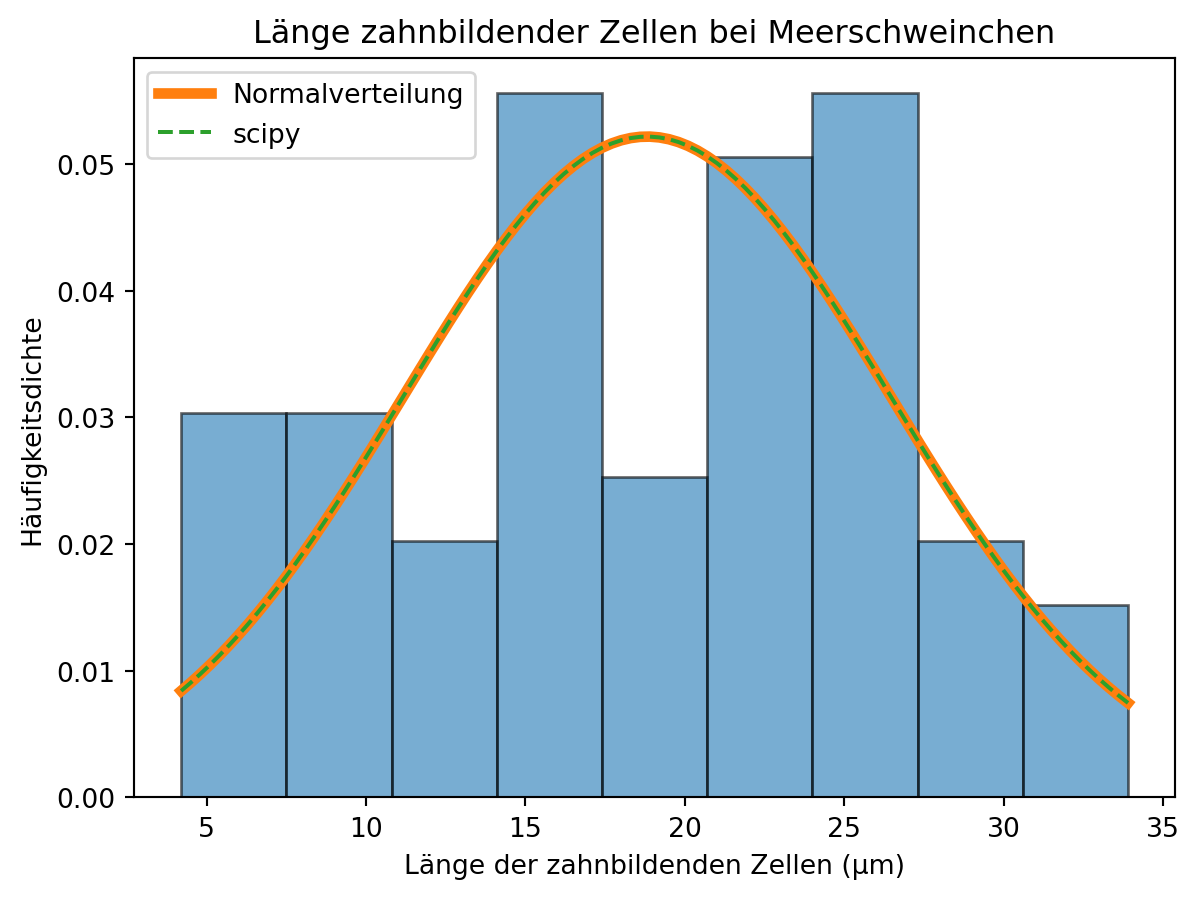 Länge zahnbildender Zellen bei Meerschweinchen
Normalverteilung
scipy
Häufigkeitsdichte
0.05
0.04
0.03
0.02
0.01
0.00
5 10 15 20 25 30 35
Länge der zahnbildenden Zellen (µm)